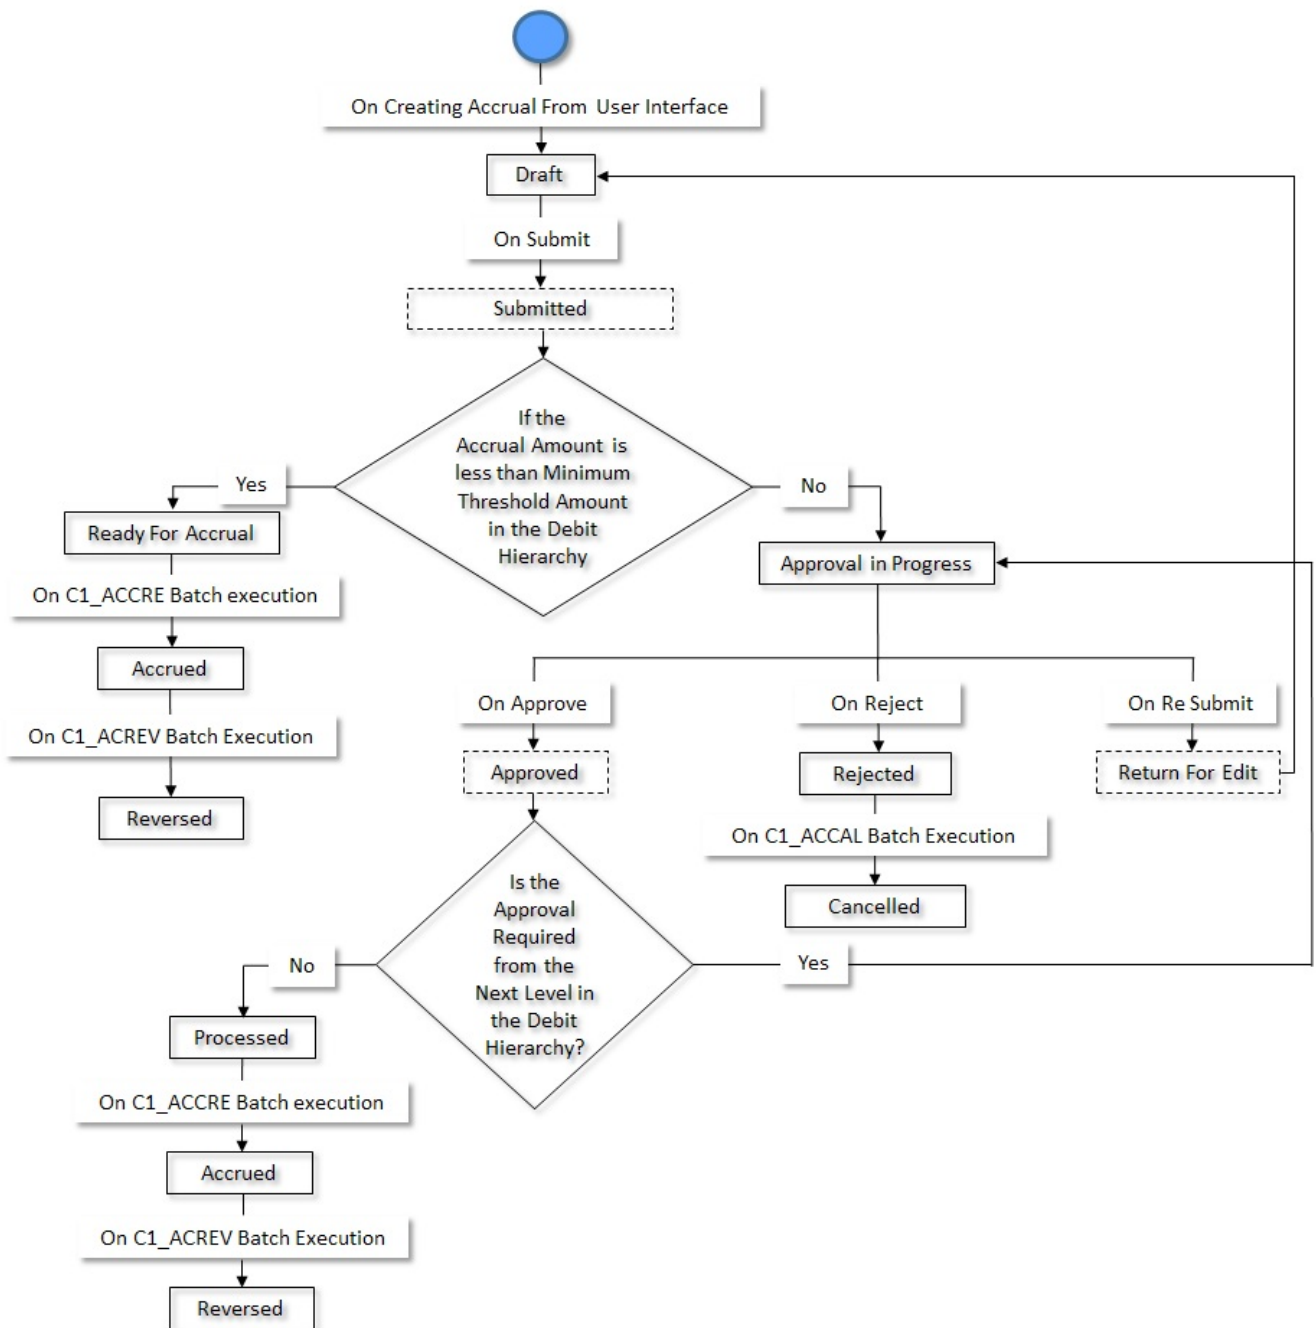 On Creating Accrual From User Interface
Draft
On Submit
Submitted
If the
Accrual Amount is
less than Minimum
Threshold Amount
in the Debit
Hierarchy
Yes
No
Ready For Accrual
Approval in Progress
On C1_ACCRE Batch execution
Accrued
On Approve
On Reject
On Re Submit
On C1_ACREV Batch Execution
Approved
Rejected
Return For Edit
Reversed
On C1_ACCAL Batch Execution
Is the
Approval
Required
from the
Next Level in
the Debit
Hierarchy?
Cancelled
No
Yes
Processed
On C1_ACCRE Batch execution
Accrued
On C1_ACREV Batch Execution
Reversed